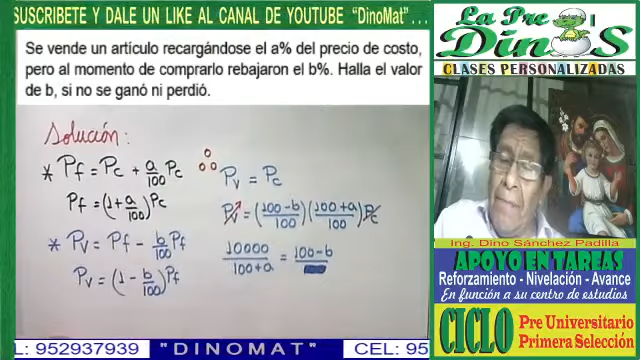 SUSCRIBETE Y DALE UN LIKE AL CANAL DE YOUTUBE "DinoMat"...
La Pre
DinoS
CLASES PERSONALIZADAS
Se vende un artículo recargándose el a% del precio de costo,
pero al momento de comprarlo rebajaron el b%. Halla el valor
de b, si no se ganó ni perdió.
Solución:
* Pf = Pc + a/100 Pc
Pf = (1+a/100)Pc
* Pv = Pf - b/100 Pf
Pv = (1-b/100)Pf
Pv = Pc
Pv = (100-b/100)(100+a/100)Pc
10000/100+a = 100-b
Ing. Dino Sánchez Padilla
APOYO EN TAREAS
Reforzamiento - Nivelación - Avance
En función a su centro de estudios
CICLO Pre Universitario
Primera Selección
L: 952937939 "DINOMAT" CEL: 95